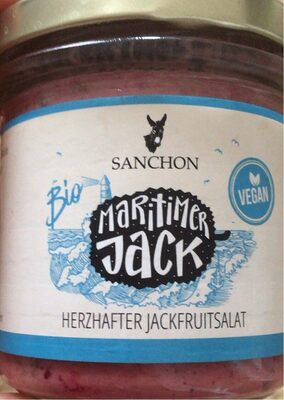 SANCHON
Bio
VEGAN
MARITIMER
JACK
HERZHAFTER JACKFRUITSALAT